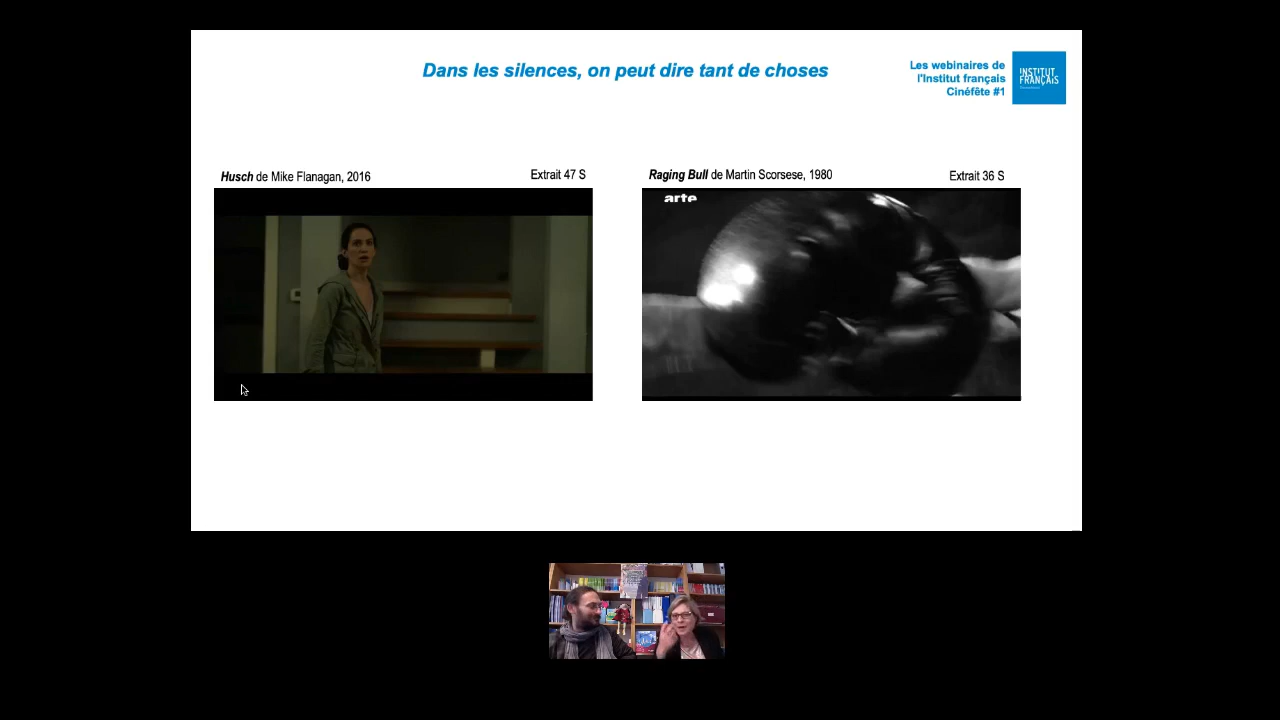 Dans les silences, on peut dire tant de choses
Les webinaires de
l'Institut français
Cinéfête #1
INSTITUT
FRANÇAIS
Husch de Mike Flanagan, 2016
Extrait 47 S
Raging Bull de Martin Scorsese, 1980
Extrait 36 S
arte